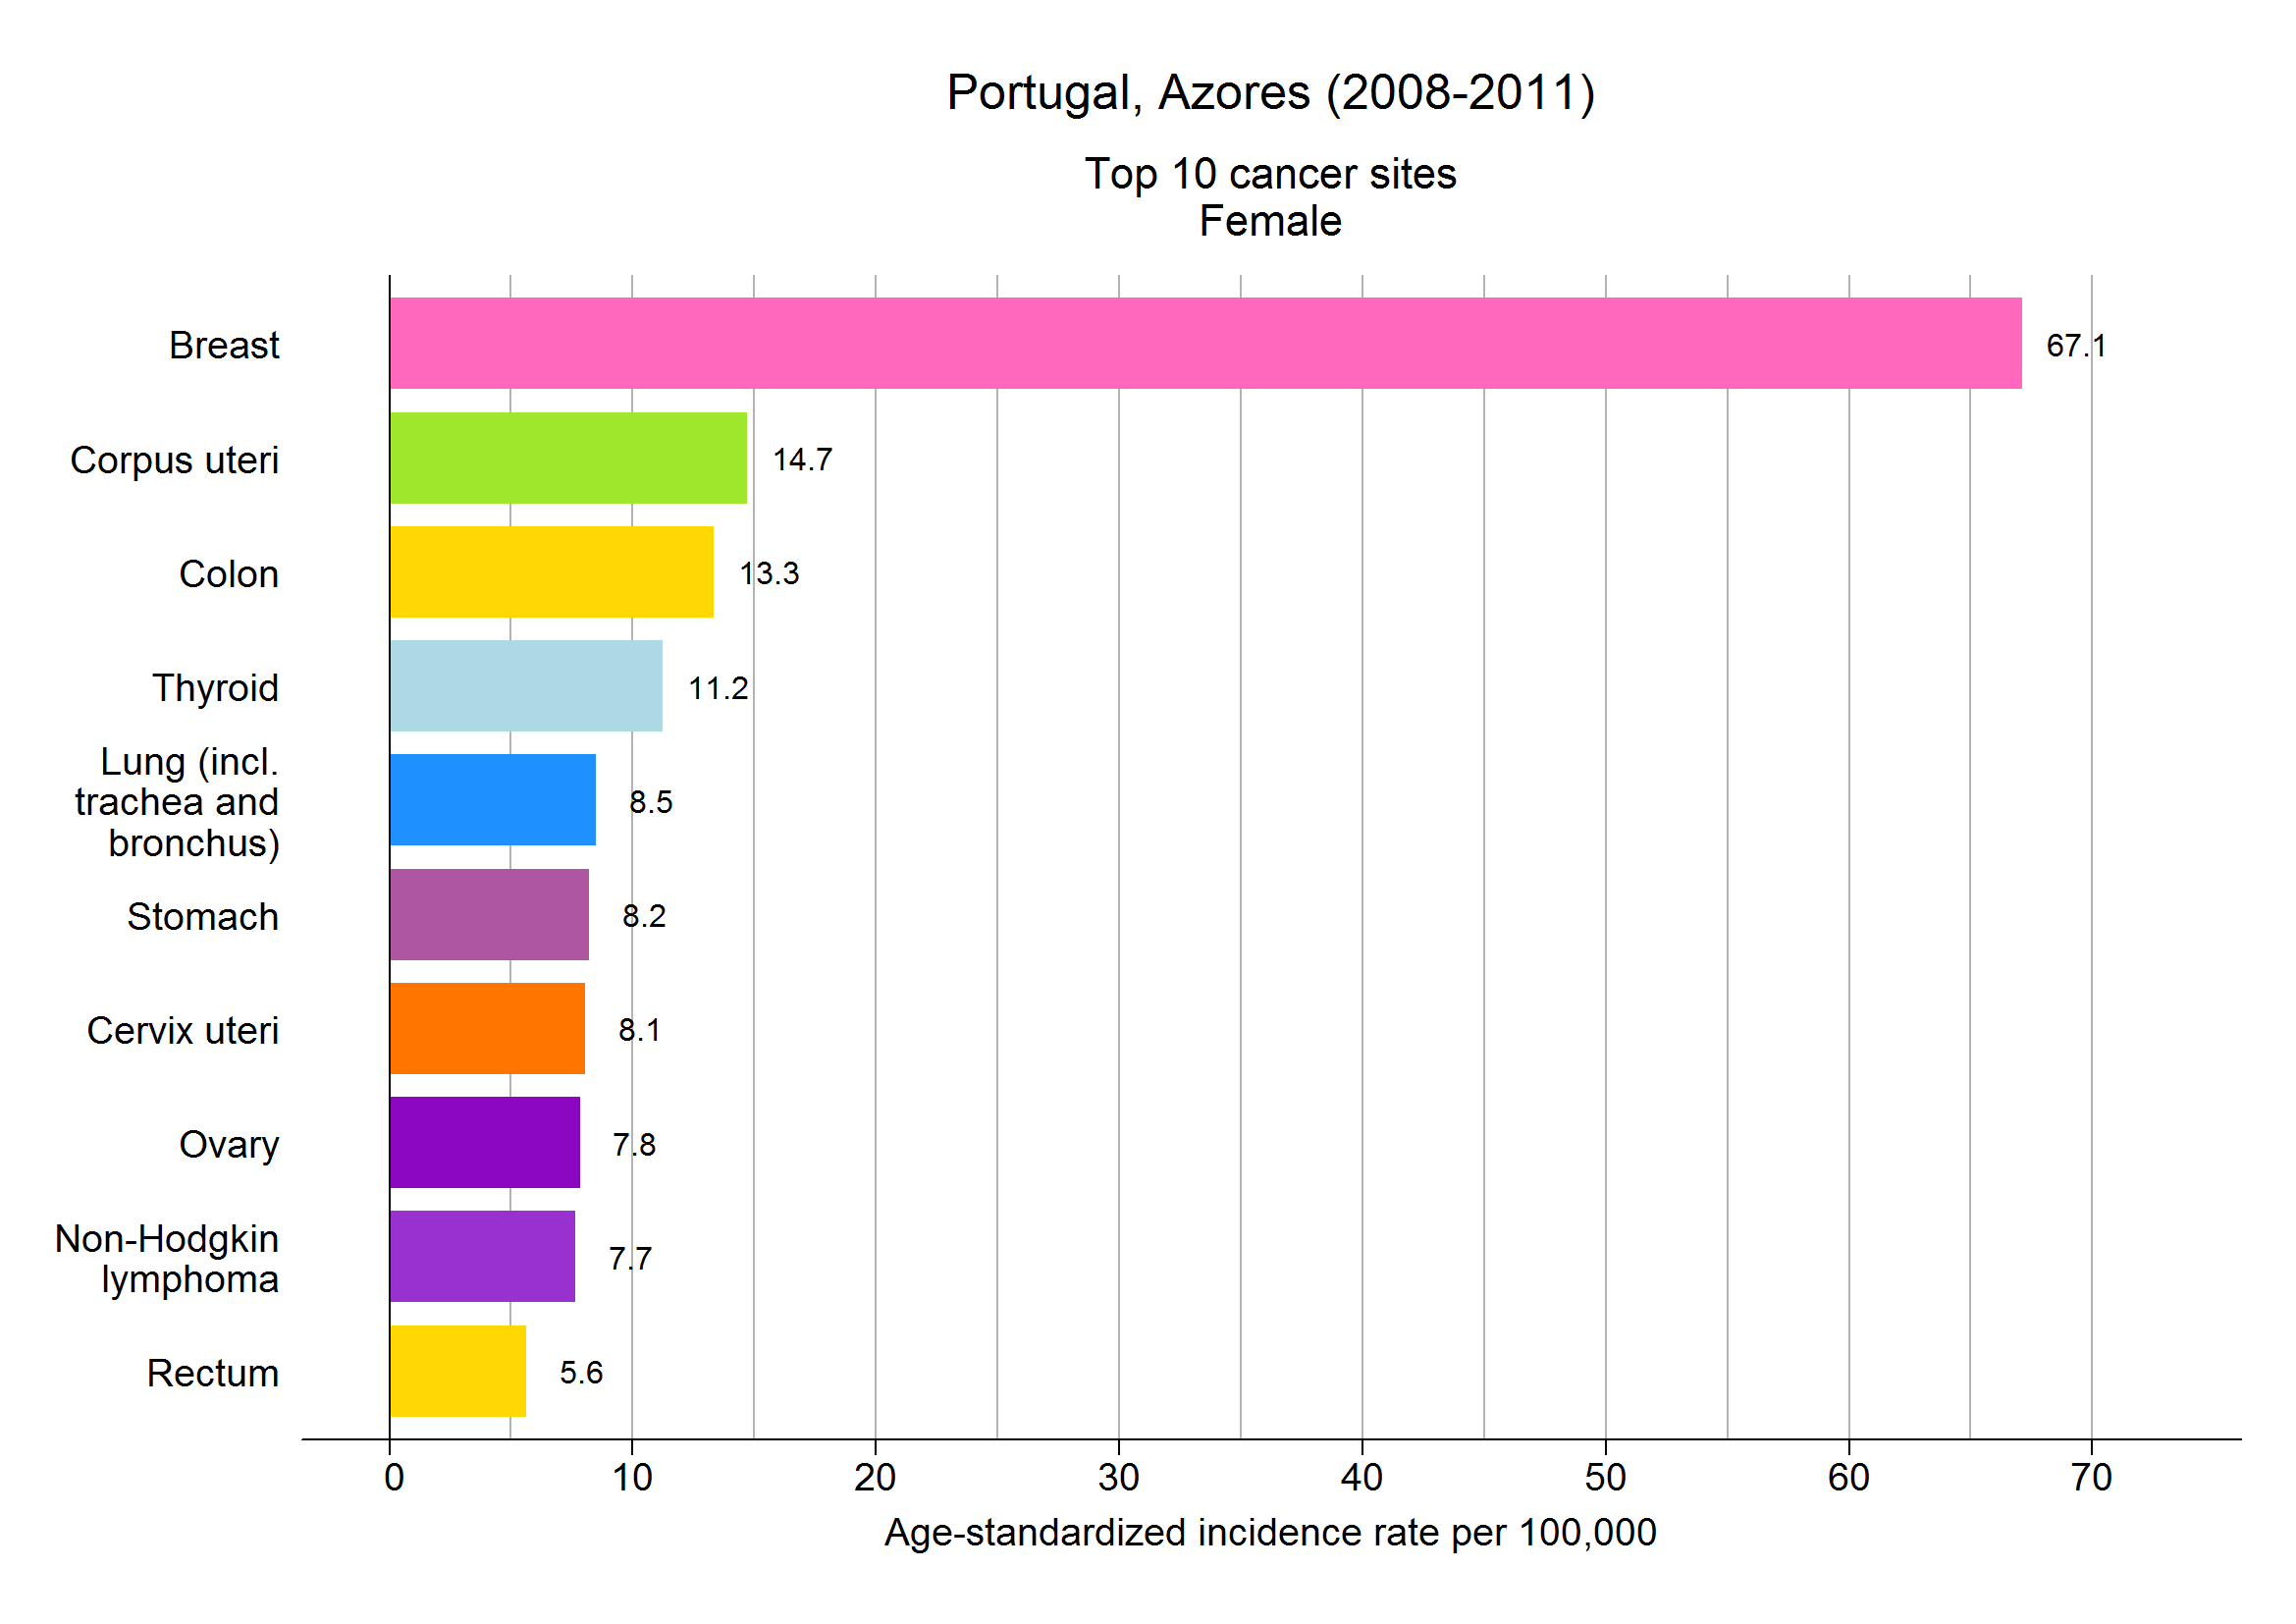 Portugal, Azores (2008-2011)
Top 10 cancer sites
Female
Breast
67.1
Corpus uteri
14.7
Colon
13.3
Thyroid
11.2
Lung (incl.
trachea and
bronchus)
8.5
Stomach
8.2
Cervix uteri
8.1
Ovary
7.8
Non-Hodgkin
lymphoma
7.7
Rectum
5.6
0 10 20 30 40 50 60 70
Age-standardized incidence rate per 100,000